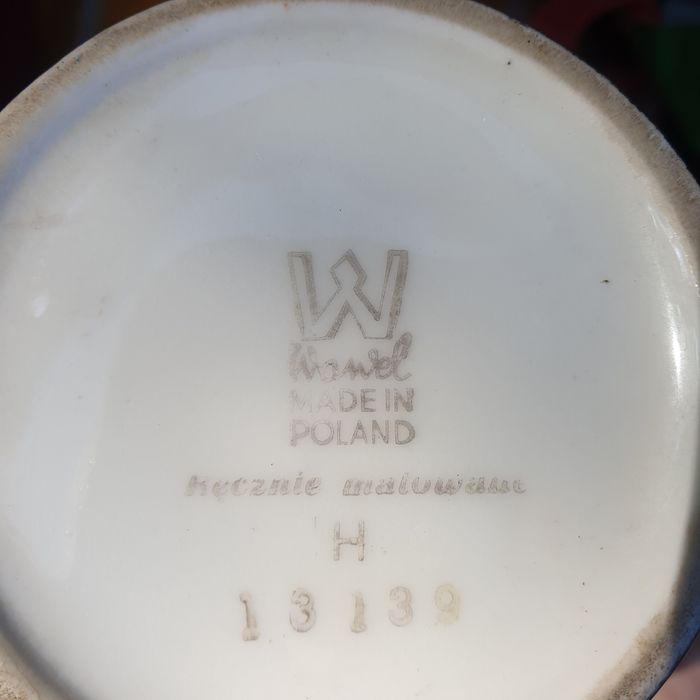 W
Wawel
MADE IN
POLAND
Ręcznie malowane
H
13139